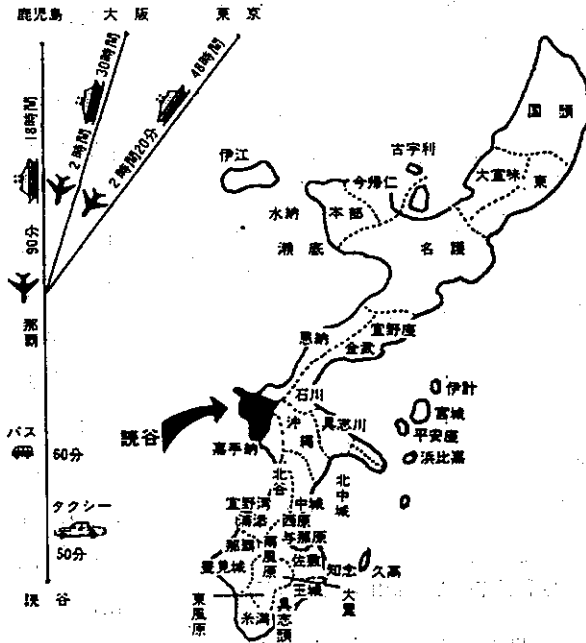 鹿児島
大阪
東京
18時間
30時間
48時間
90分
2時間
2時間20分
那覇
バス
60分
タクシー
50分
読谷
国頭
大宜味
東
古宇利
今帰仁
伊江
水納
本部
瀬底
名護
恩納
宜野座
金武
石川
伊計
宮城
平安座
浜比嘉
読谷
沖縄
具志川
嘉手納
北谷
北中城
宜野湾
中城
浦添
西原
那覇
南風原
与那原
豊見城
佐敷
知念
久高
玉城
大里
東風原
糸満
具志頭